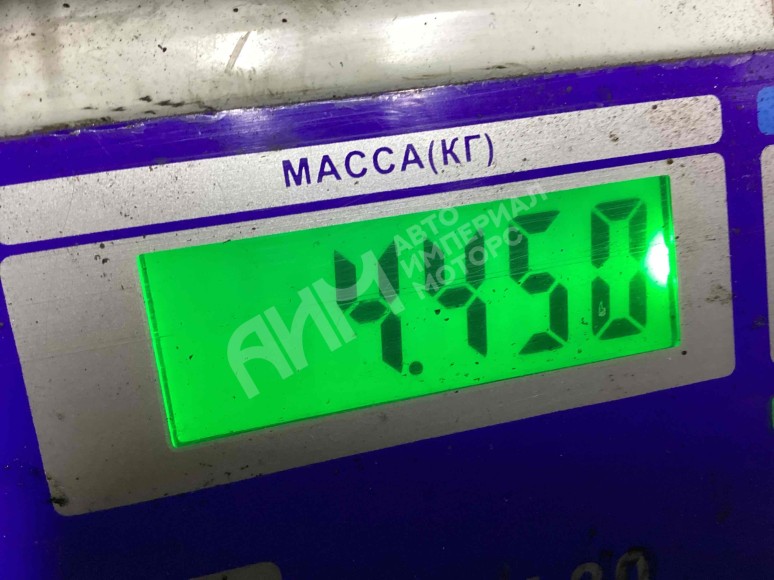 МАССА(КГ)
4.450
АИМ
АВТО
ИМПЕРИАЛ
МОТОРС